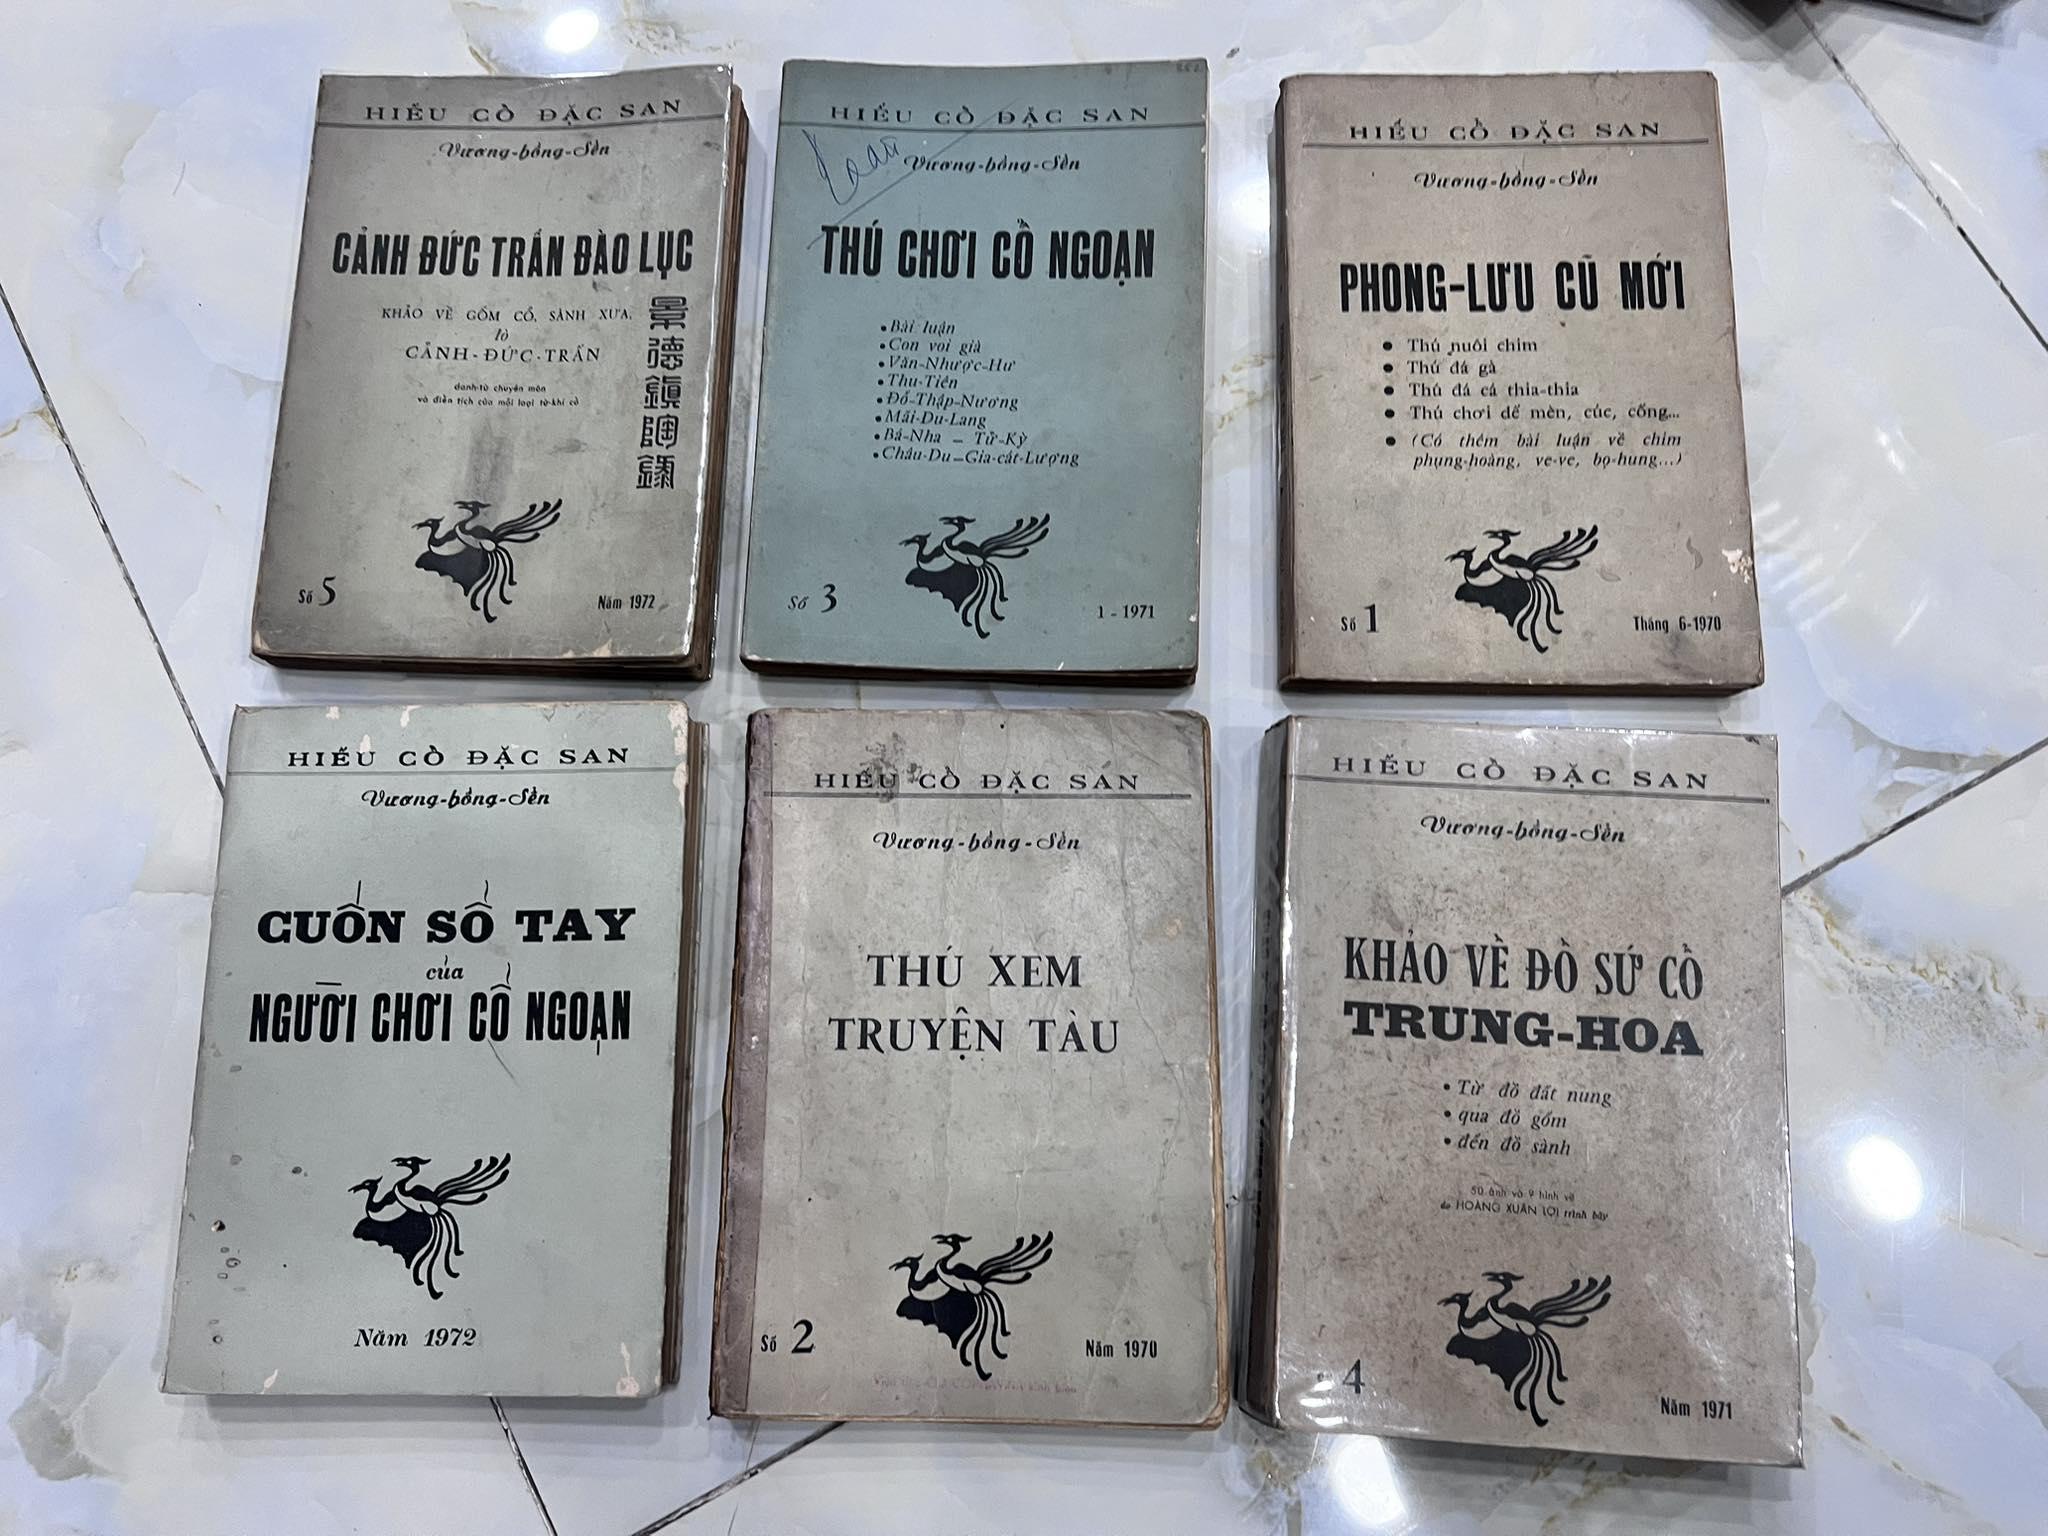 HIẾU CỔ ĐẶC SAN
Vương-hồng-Sển
CẢNH ĐỨC TRẤN ĐÀO LỤC
KHẢO VỀ GỐM CỔ, SÀNH XƯA,
lò
CẢNH-ĐỨC-TRẤN
danh-từ chuyên môn
và điển tích của mỗi loại từ-khí cổ
景德鎮陶錄
Số 5
Năm 1972
HIẾU CỔ ĐẶC SAN
Vương-hồng-Sển
THÚ CHƠI CỔ NGOẠN
• Bài luận
• Con voi già
• Văn-Nhược-Hư
• Thu-Tiên
• Đỗ-Thập-Nương
• Mãi-Du-Lang
• Bá-Nha – Tử-Kỳ
• Châu-Du – Gia-cát-Lượng
Số 3
1-1971
HIẾU CỔ ĐẶC SAN
Vương-hồng-Sển
PHONG-LƯU CŨ MỚI
• Thú nuôi chim
• Thú đá gà
• Thú đá cá thia-thia
• Thú chơi dế mèn, cúc, cống...
• (Có thêm bài luận về chim
phụng-hoàng, ve-ve, bọ-hung...)
Số 1
Tháng 6-1970
HIẾU CỔ ĐẶC SAN
Vương-hồng-Sển
CUỐN SỔ TAY
của
NGƯỜI CHƠI CỔ NGOẠN
Năm 1972
HIẾU CỔ ĐẶC SAN
Vương-hồng-Sển
THÚ XEM
TRUYỆN TÀU
Số 2
Năm 1970
HIẾU CỔ ĐẶC SAN
Vương-hồng-Sển
KHẢO VỀ ĐỒ SỨ CỔ
TRUNG-HOA
• Từ đồ đất nung
• qua đồ gốm
• đến đồ sành
50 ảnh và 9 hình vẽ
do HOÀNG XUÂN LỢI trình bày
4
Năm 1971